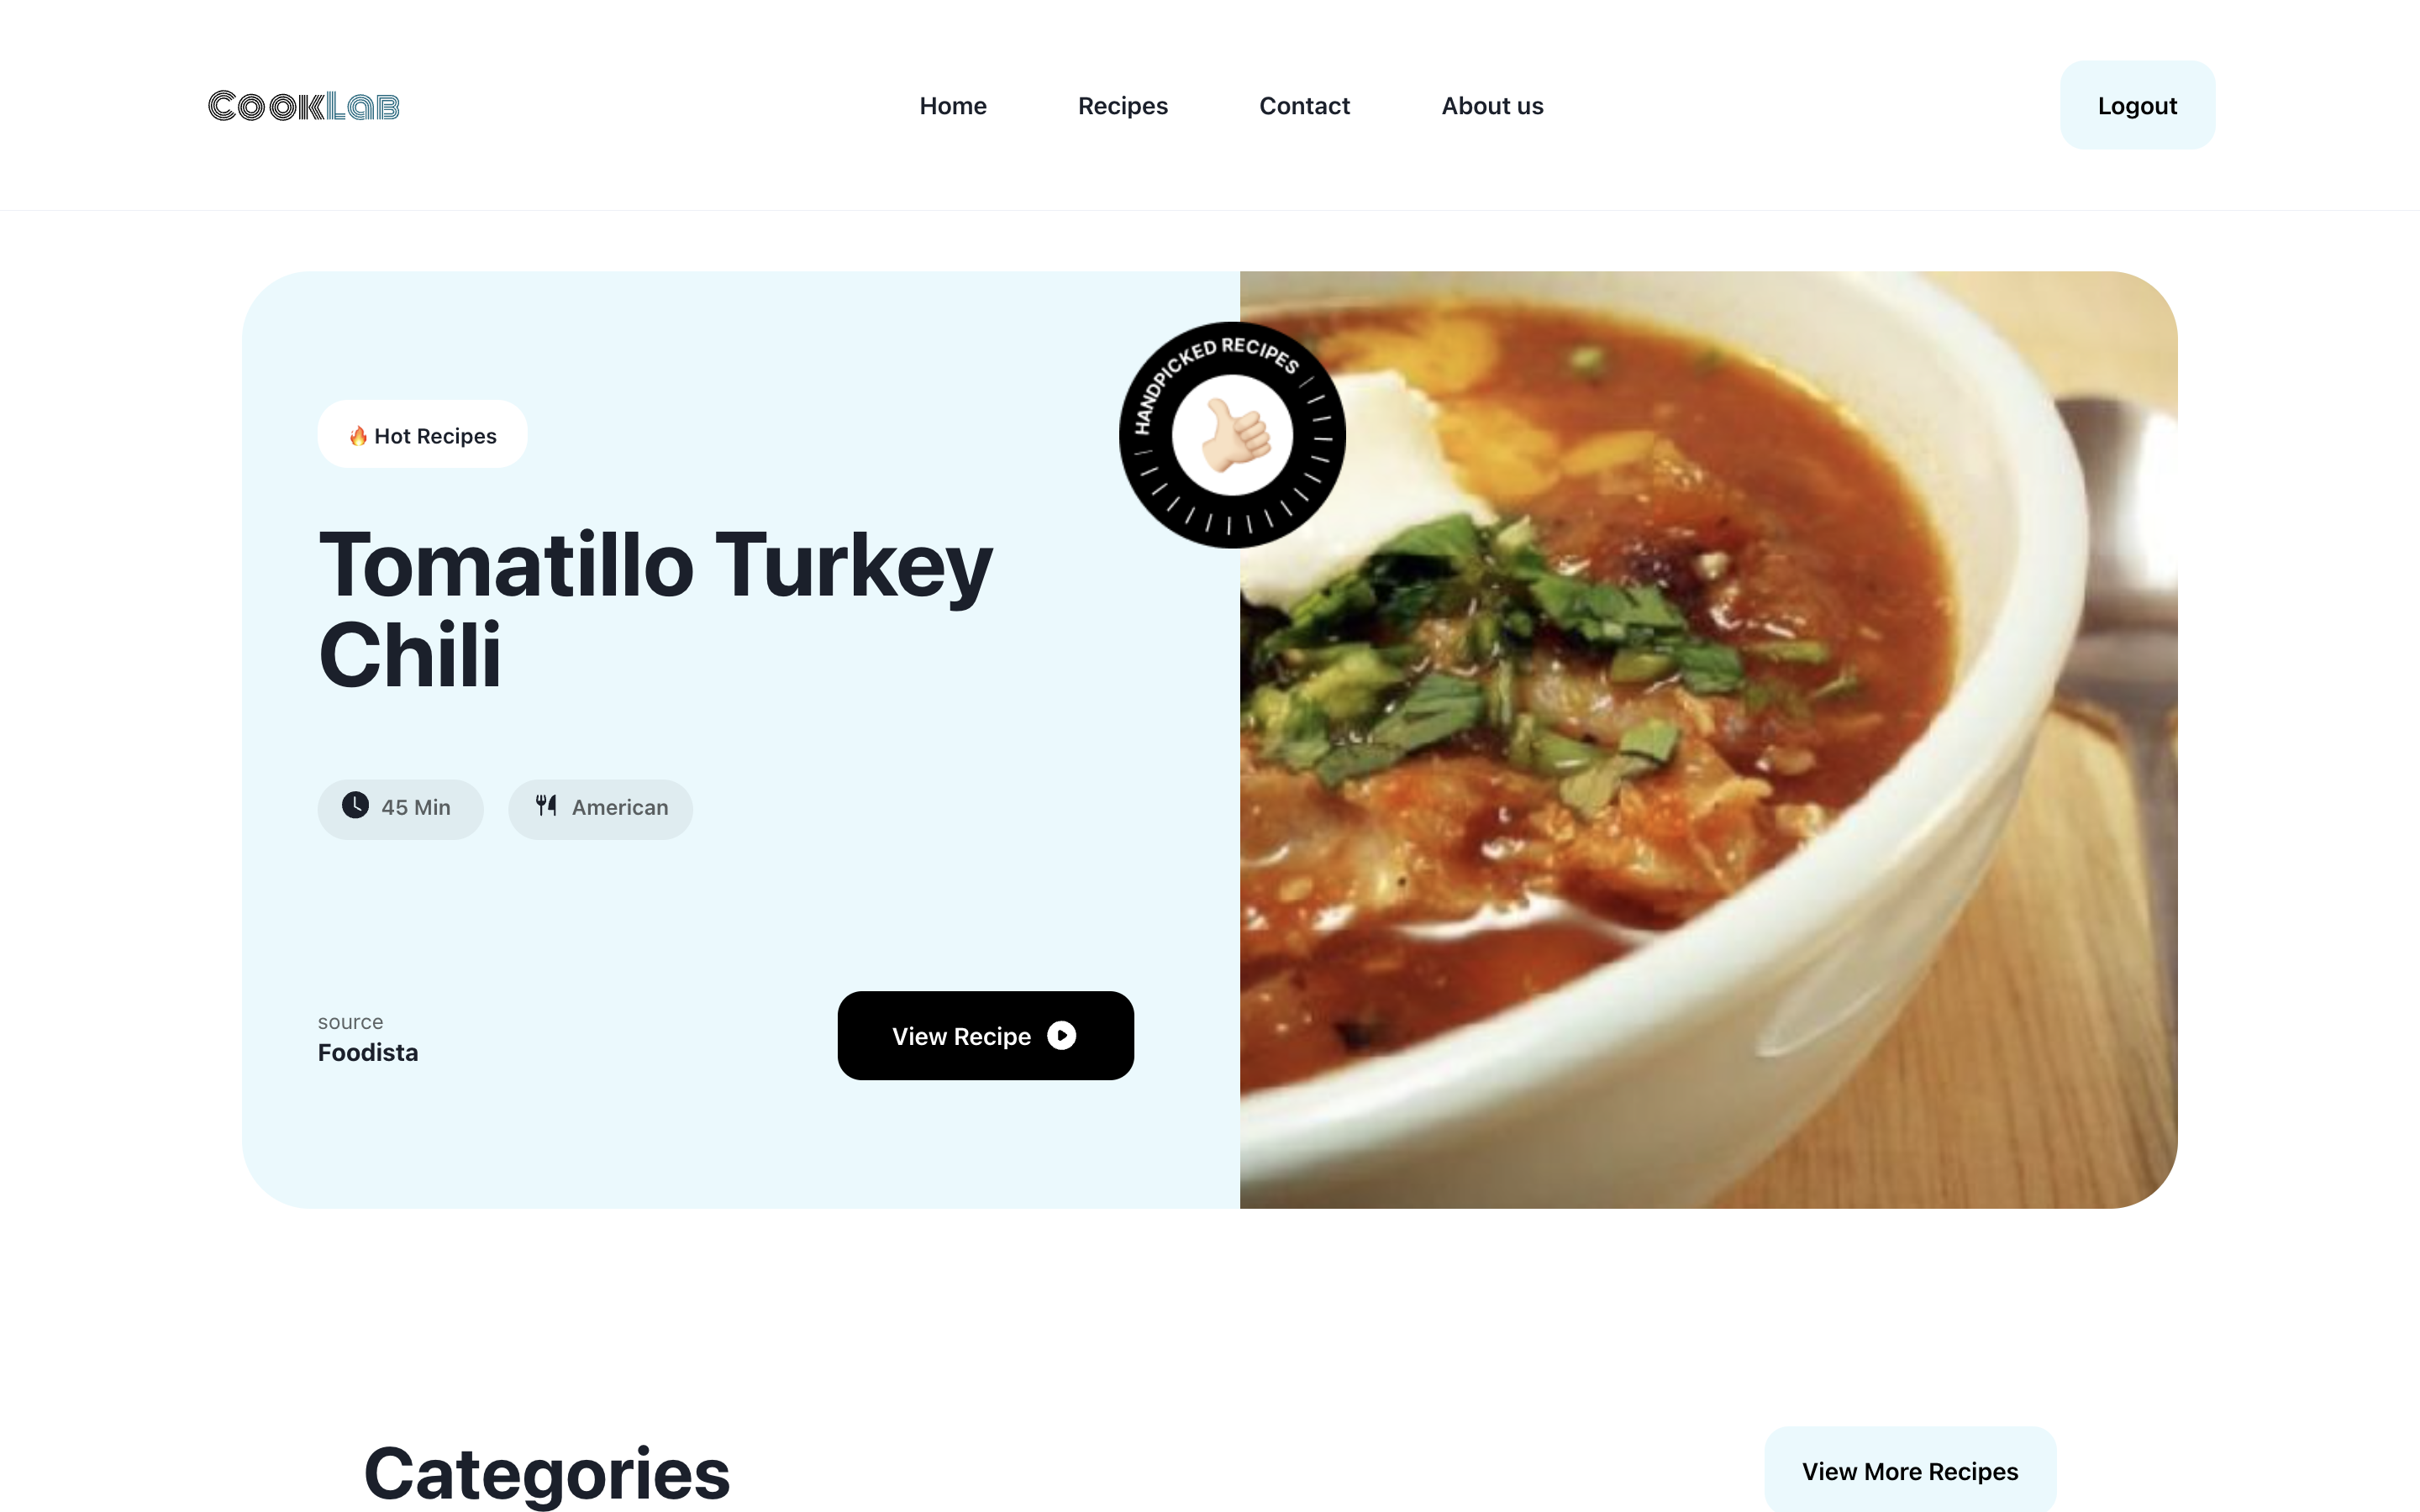 CookLab
Home
Recipes
Contact
About us
Logout
HANDPICKED RECIPES
🔥 Hot Recipes
Tomatillo Turkey
Chili
45 Min
American
source
Foodista
View Recipe
Categories
View More Recipes